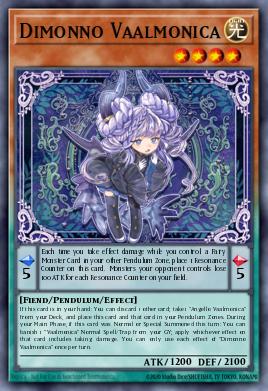 DIMONNO VAALMONICA
光
Each time you take effect damage while you control a Fairy
Monster Card in your other Pendulum Zone, place 1 Resonance
Counter on this card. Monsters your opponent controls lose
100 ATK for each Resonance Counter on your field.
5
5
[FIEND/PENDULUM/EFFECT]
If this card is in your hand: You can discard 1 other card; take "Angello Vaalmonica"
from your Deck, and place this card and that card in your Pendulum Zones. During
your Main Phase, if this card was Normal or Special Summoned this turn: You can
banish 1 "Vaalmonica" Normal Spell/Trap from your GY; apply whichever effect on
that card includes taking damage. You can only use each effect of "Dimonno
Vaalmonica" once per turn.
ATK/1200 DEF/2100